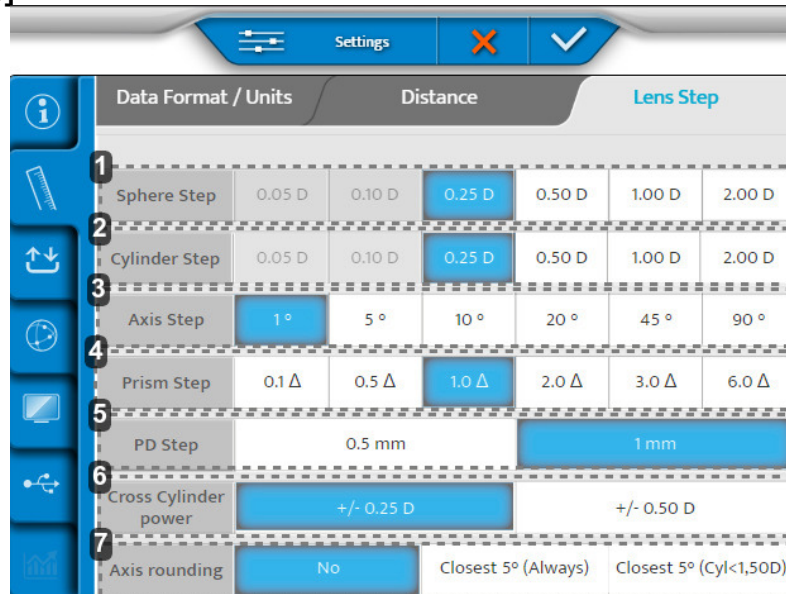 ]
Settings
Data Format / Units Distance Lens Step
1
Sphere Step 0.05 D 0.10 D 0.25 D 0.50 D 1.00 D 2.00 D
2
Cylinder Step 0.05 D 0.10 D 0.25 D 0.50 D 1.00 D 2.00 D
3
Axis Step 1 º 5 º 10 º 20 º 45 º 90 º
4
Prism Step 0.1 Δ 0.5 Δ 1.0 Δ 2.0 Δ 3.0 Δ 6.0 Δ
5
PD Step 0.5 mm 1 mm
6
Cross Cylinder
power +/- 0.25 D +/- 0.50 D
7
Axis rounding No Closest 5º (Always) Closest 5º (Cyl<1,50D)